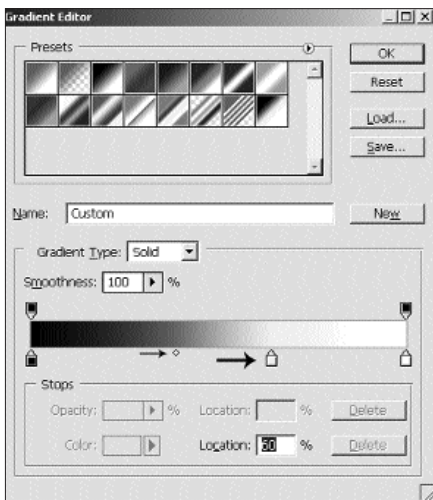 Gradient Editor
Presets
OK
Reset
Load...
Save...
Name: Custom
New
Gradient Type: Solid
Smoothness: 100 %
Stops
Opacity: % Location: % Delete
Color: Location: 60 % Delete